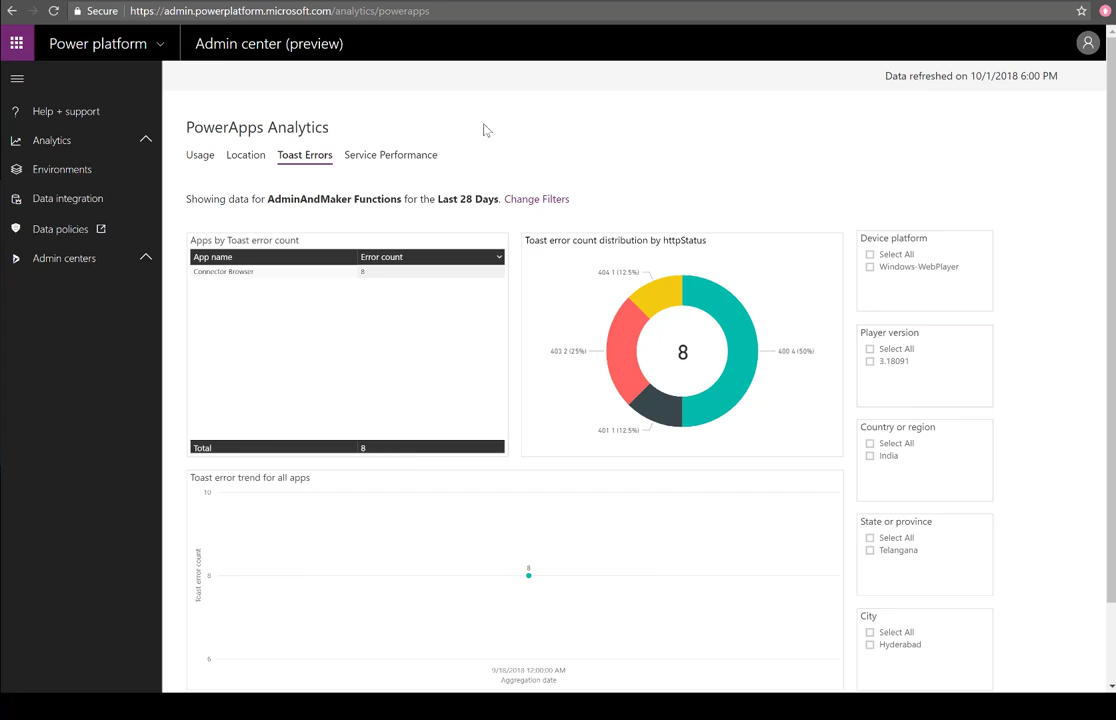 Secure
https://admin.powerplatform.microsoft.com/analytics/powerapps
Power platform
Admin center (preview)
Data refreshed on 10/1/2018 6:00 PM
? Help + support
Analytics
Environments
Data integration
Data policies
Admin centers
PowerApps Analytics
Usage Location Toast Errors Service Performance
Showing data for AdminAndMaker Functions for the Last 28 Days. Change Filters
Apps by Toast error count
App name Error count
Connector Browser 8
Total 8
Toast error count distribution by httpStatus
404 1 (12.5%)
403 2 (25%)
8
400 4 (50%)
401 1 (12.5%)
Toast error trend for all apps
Toast error count
10
8
6
8
9/18/2018 12:00:00 AM
Aggregation date
Device platform
Select All
Windows-WebPlayer
Player version
Select All
3.18091
Country or region
Select All
India
State or province
Select All
Telangana
City
Select All
Hyderabad